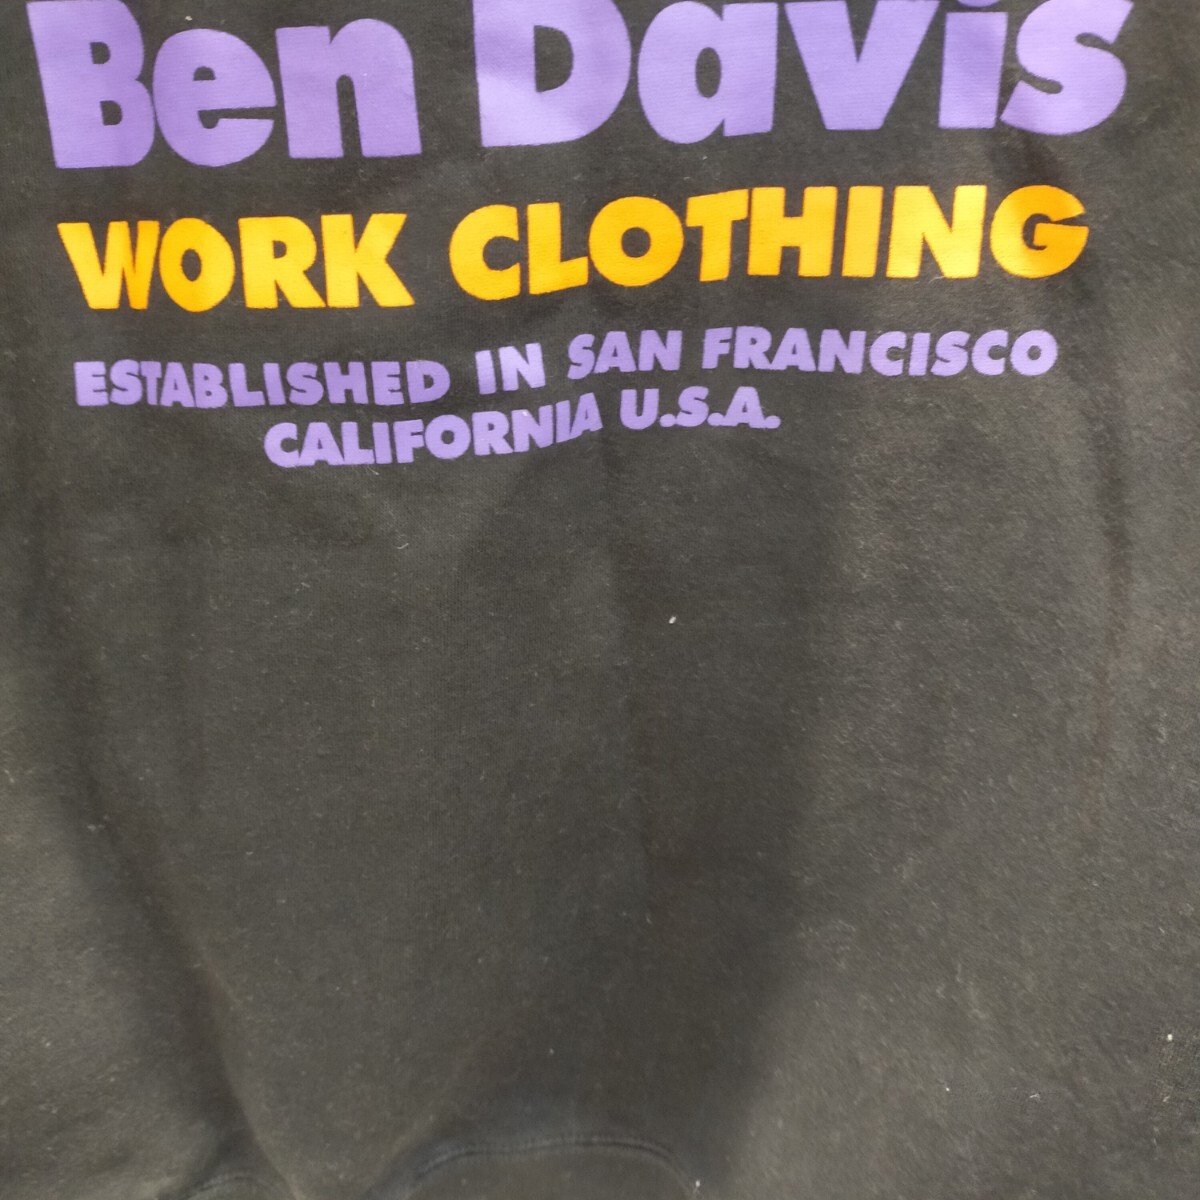 Ben Davis
WORK CLOTHING
ESTABLISHED IN SAN FRANCISCO
CALIFORNIA U.S.A.